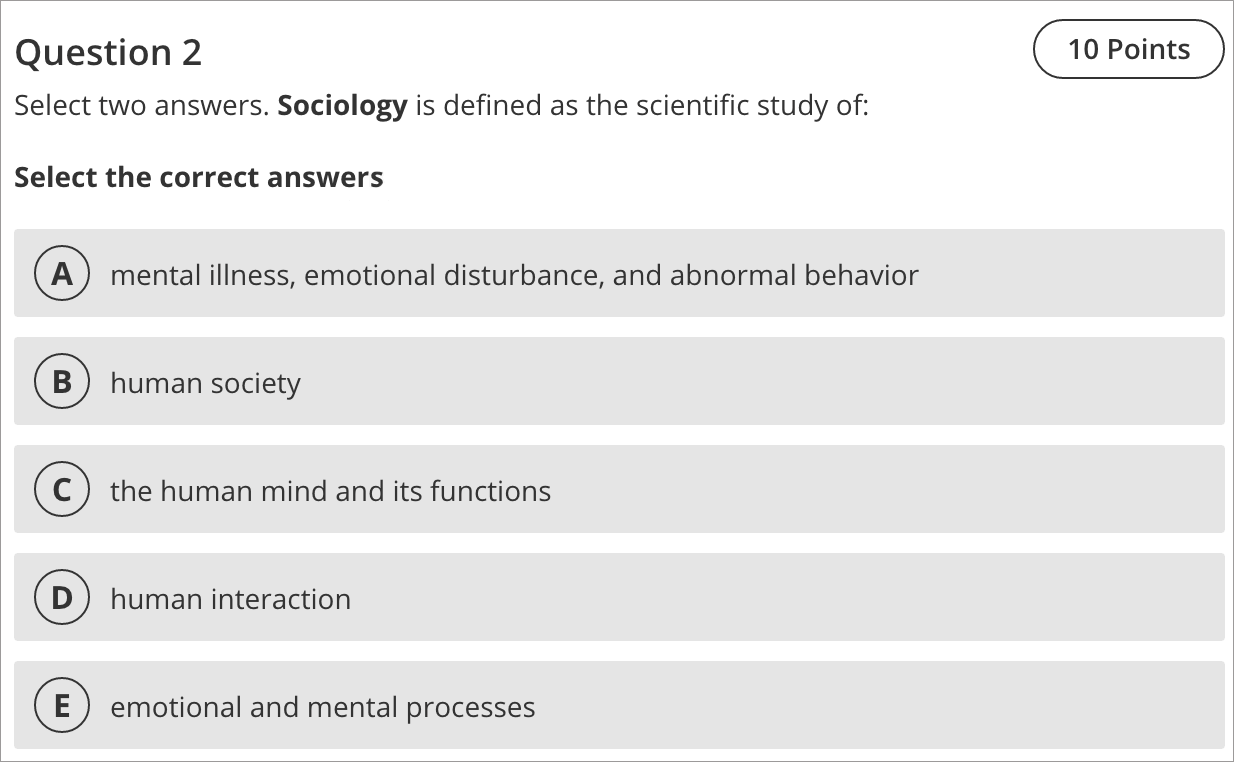 Question 2
10 Points
Select two answers. Sociology is defined as the scientific study of:
Select the correct answers
A mental illness, emotional disturbance, and abnormal behavior
B human society
C the human mind and its functions
D human interaction
E emotional and mental processes